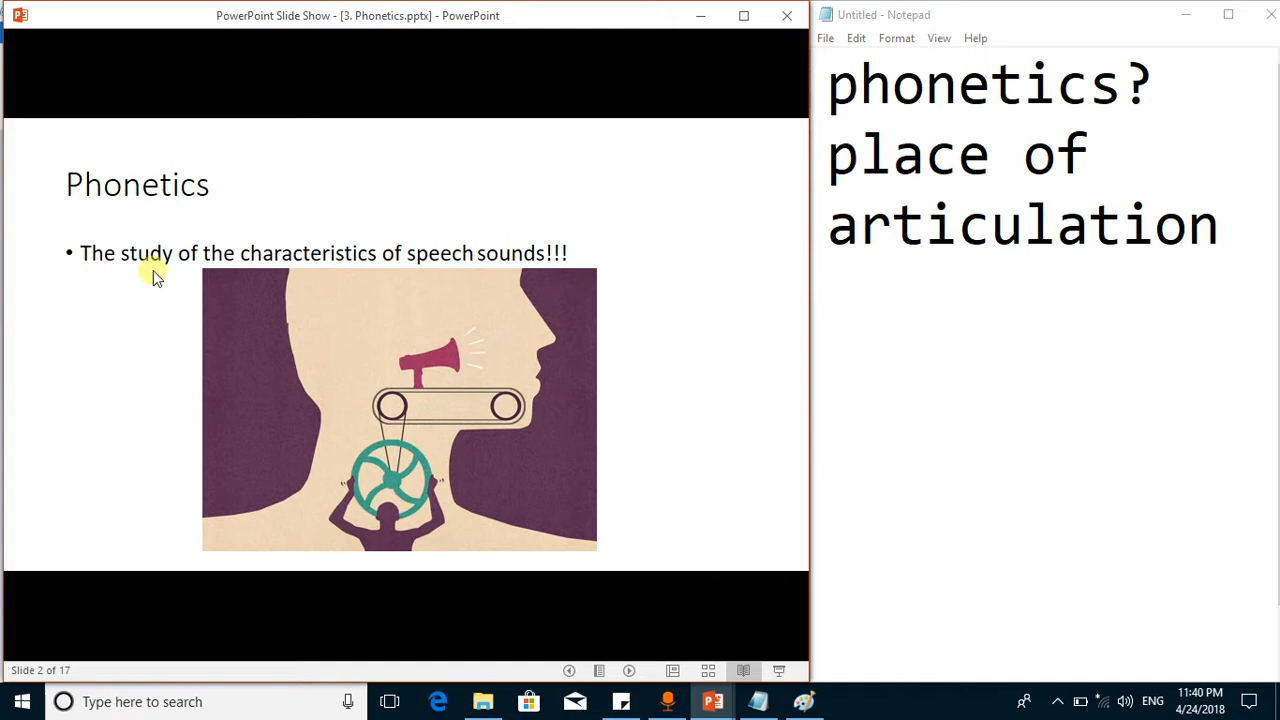 PowerPoint Slide Show - [3. Phonetics.pptx] - PowerPoint
Phonetics
• The study of the characteristics of speech sounds!!!
Slide 2 of 17
Untitled - Notepad
File Edit Format View Help
phonetics?
place of
articulation
Type here to search
ENG
11:40 PM
4/24/2018